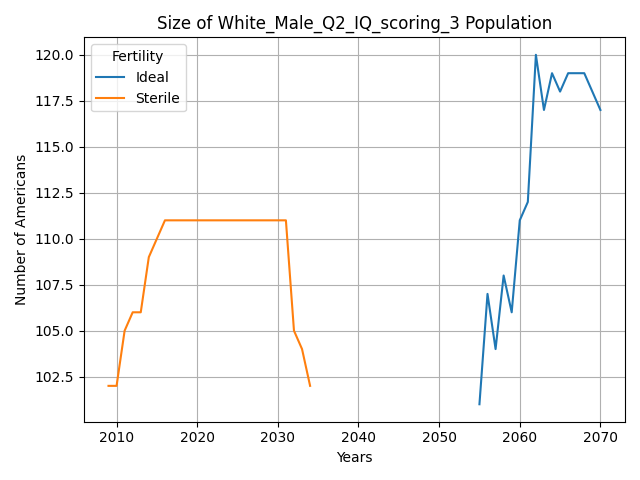 Size of White_Male_Q2_IQ_scoring_3 Population
Fertility
Ideal
Sterile
Number of Americans
120.0
117.5
115.0
112.5
110.0
107.5
105.0
102.5
2010 2020 2030 2040 2050 2060 2070
Years